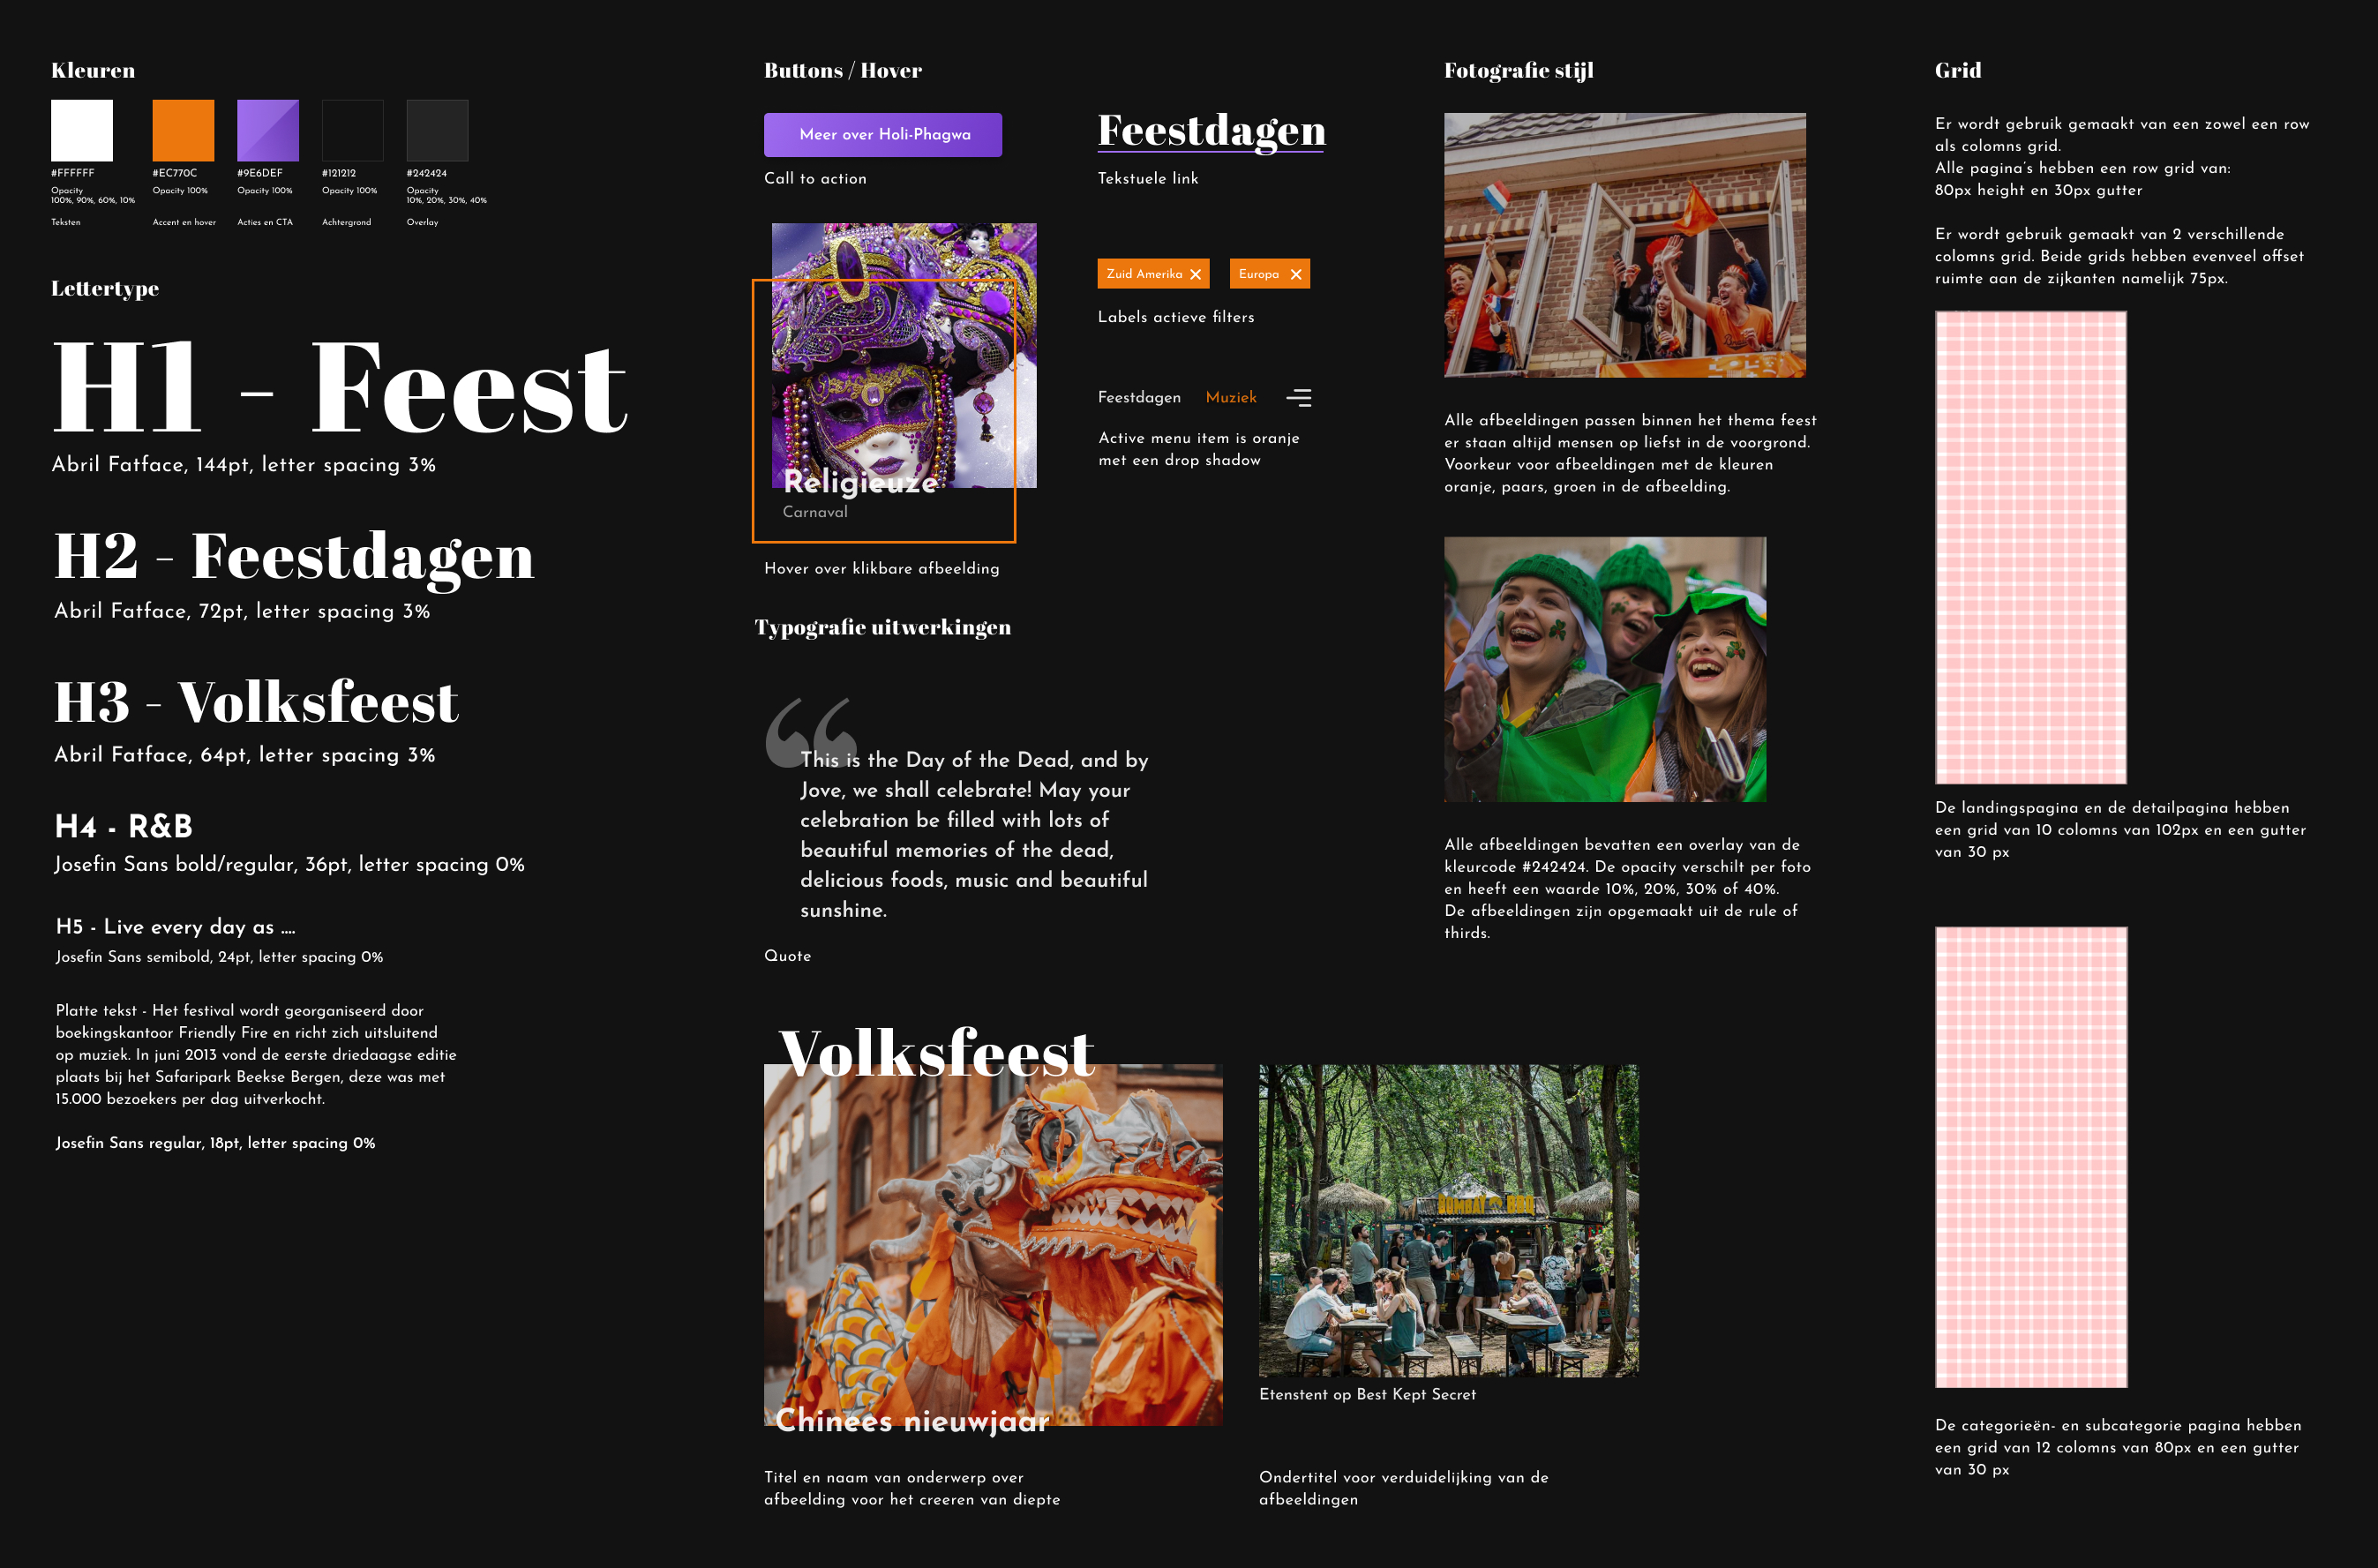 Kleuren
#FFFFFF
Opacity
100%, 90%, 60%, 10%
Teksten
#EC770C
Opacity 100%
Accent en hover
#9E6DEF
Opacity 100%
Acties en CTA
#121212
Opacity 100%
Achtergrond
#242424
Opacity
10%, 20%, 30%, 40%
Overlay
Lettertype
H1 - Feest
Abril Fatface, 144pt, letter spacing 3%
H2 - Feestdagen
Abril Fatface, 72pt, letter spacing 3%
H3 - Volksfeest
Abril Fatface, 64pt, letter spacing 3%
H4 - R&B
Josefin Sans bold/regular, 36pt, letter spacing 0%
H5 - Live every day as ....
Josefin Sans semibold, 24pt, letter spacing 0%
Platte tekst - Het festival wordt georganiseerd door
boekingskantoor Friendly Fire en richt zich uitsluitend
op muziek. In juni 2013 vond de eerste driedaagse editie
plaats bij het Safaripark Beekse Bergen, deze was met
15.000 bezoekers per dag uitverkocht.
Josefin Sans regular, 18pt, letter spacing 0%
Buttons / Hover
Meer over Holi-Phagwa
Call to action
Feestdagen
Tekstuele link
Zuid Amerika
Europa
Labels actieve filters
Feestdagen Muziek
Active menu item is oranje
met een drop shadow
Religieuze
Carnaval
Hover over klikbare afbeelding
Typografie uitwerkingen
“
This is the Day of the Dead, and by
Jove, we shall celebrate! May your
celebration be filled with lots of
beautiful memories of the dead,
delicious foods, music and beautiful
sunshine.
Quote
Volksfeest
Chinees nieuwjaar
Titel en naam van onderwerp over
afbeelding voor het creeren van diepte
BOMBAY BBQ
Etenstent op Best Kept Secret
Ondertitel voor verduidelijking van de
afbeeldingen
Fotografie stijl
Alle afbeeldingen passen binnen het thema feest
er staan altijd mensen op liefst in de voorgrond.
Voorkeur voor afbeeldingen met de kleuren
oranje, paars, groen in de afbeelding.
Alle afbeeldingen bevatten een overlay van de
kleurcode #242424. De opacity verschilt per foto
en heeft een waarde 10%, 20%, 30% of 40%.
De afbeeldingen zijn opgemaakt uit de rule of
thirds.
Grid
Er wordt gebruik gemaakt van een zowel een row
als colomns grid.
Alle pagina's hebben een row grid van:
80px height en 30px gutter
Er wordt gebruik gemaakt van 2 verschillende
colomns grid. Beide grids hebben evenveel offset
ruimte aan de zijkanten namelijk 75px.
De landingspagina en de detailpagina hebben
een grid van 10 colomns van 102px en een gutter
van 30 px
De categorieën- en subcategorie pagina hebben
een grid van 12 colomns van 80px en een gutter
van 30 px